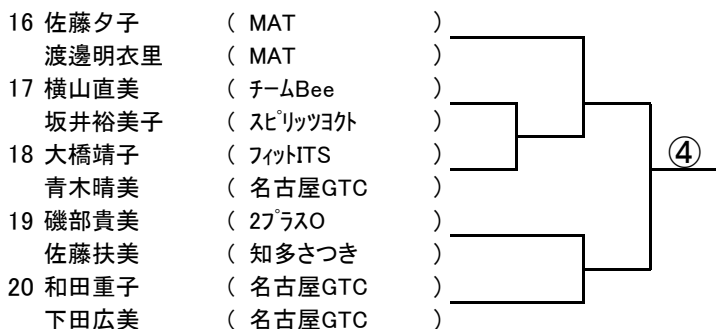 16 佐藤夕子 ( MAT )
渡邊明衣里 ( MAT )
17 横山直美 ( チームBee )
坂井裕美子 ( スピリッツヨクト )
18 大橋靖子 ( フィットITS )
青木晴美 ( 名古屋GTC )
④
19 磯部貴美 ( 2プラスO )
佐藤扶美 ( 知多さつき )
20 和田重子 ( 名古屋GTC )
下田広美 ( 名古屋GTC )